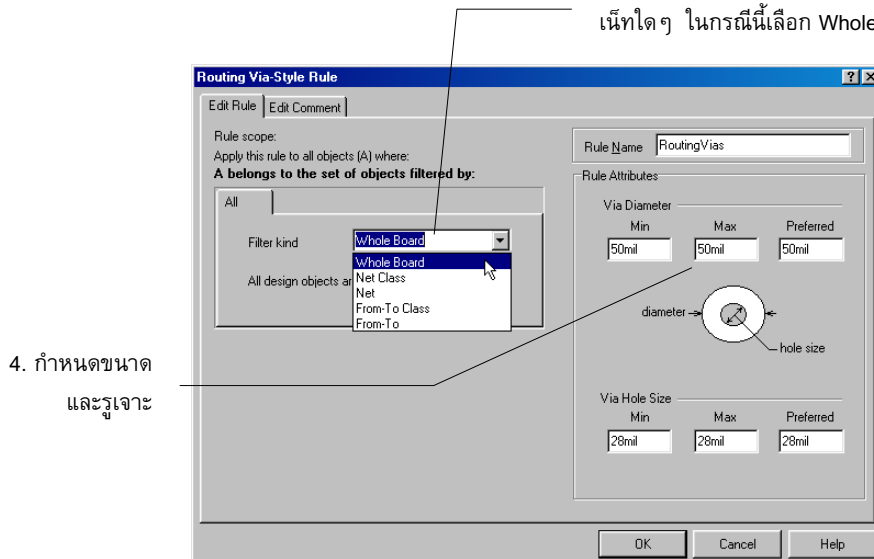 เน็ทใดๆ ในกรณีนี้เลือก Whole
Routing Via-Style Rule
Edit Rule
Edit Comment
Rule scope:
Apply this rule to all objects (A) where:
A belongs to the set of objects filtered by:
All
Filter kind
Whole Board
Whole Board
Net Class
Net
From-To Class
From-To
All design objects ar
Rule Name
RoutingVias
Rule Attributes
Via Diameter
Min Max Preferred
50mil 50mil 50mil
diameter
hole size
Via Hole Size
Min Max Preferred
28mil 28mil 28mil
4. กำหนดขนาด
และรูเจาะ
OK Cancel Help